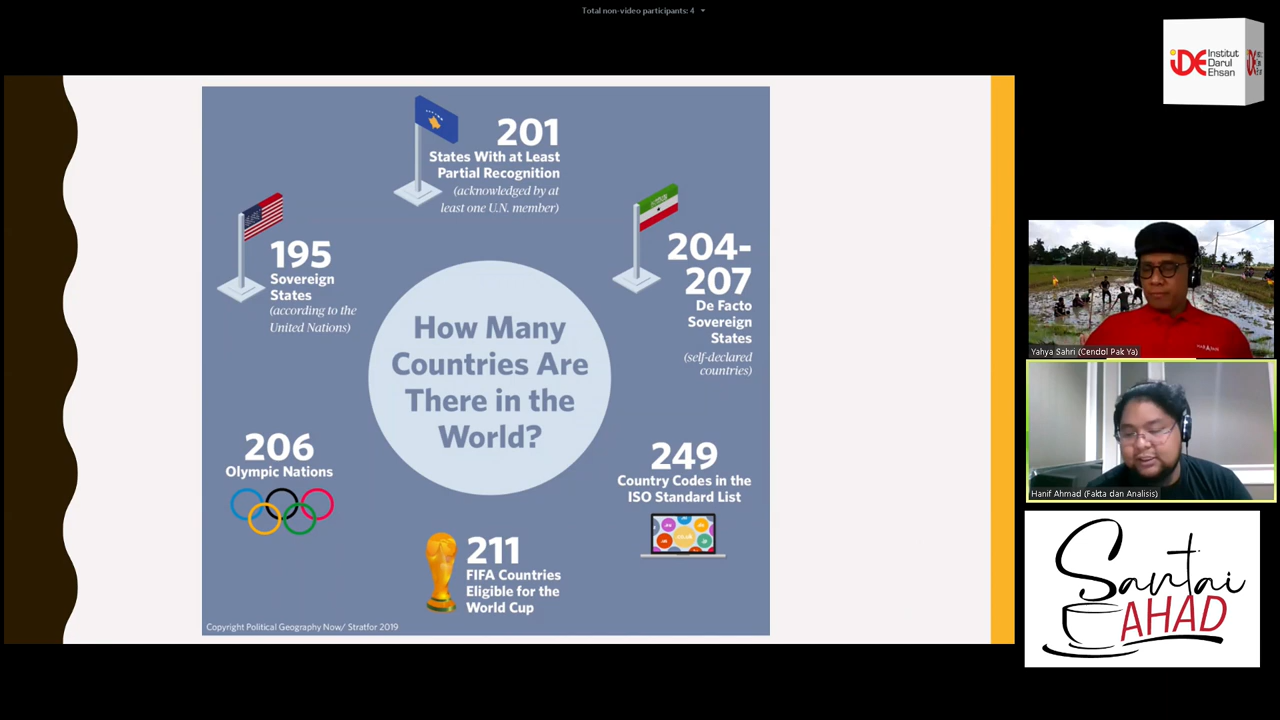 Total non-video participants: 4
iDE Institut
Darul
Ehsan
201
States With at Least
Partial Recognition
(acknowledged by at
least one U.N. member)
195
Sovereign
States
(according to the
United Nations)
204-
207
De Facto
Sovereign
States
(self-declared
countries)
How Many
Countries Are
There in the
World?
206
Olympic Nations
249
Country Codes in the
ISO Standard List
.co.uk
211
FIFA Countries
Eligible for the
World Cup
Copyright Political Geography Now/ Stratfor 2019
Yahya Sahri (Cendol Pak Ya)
Hanif Ahmad (Fakta dan Analisis)
Santai
AHAD